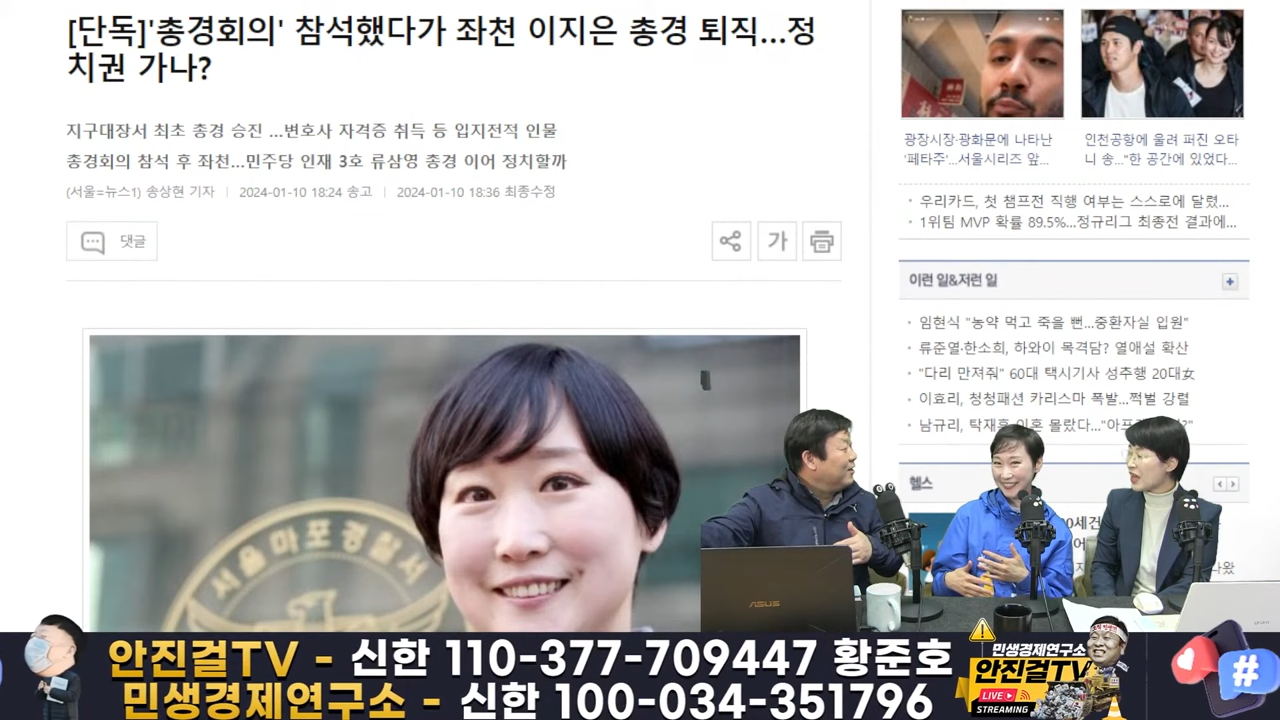 [단독]'총경회의' 참석했다가 좌천 이지은 총경 퇴직...정
치권 가나?
지구대장서 최초 총경 승진 ...변호사 자격증 취득 등 입지전적 인물
총경회의 참석 후 좌천...민주당 인재 3호 류삼영 총경 이어 정치할까
(서울=뉴스1) 송상현 기자 | 2024-01-10 18:24 송고 | 2024-01-10 18:36 최종수정
댓글
가
서울마포경찰서
광장시장·광화문에 나타난
'페타주'...서울시리즈 앞...
인천공항에 울려 퍼진 오타
니 송..."한 공간에 있었다...
우리카드, 첫 챔프전 직행 여부는 스스로에 달렸...
1위팀 MVP 확률 89.5%...정규리그 최종전 결과에...
이런 일&저런 일
임현식 "농약 먹고 죽을 뻔...중환자실 입원"
류준열·한소희, 하와이 목격담? 열애설 확산
"다리 만져줘" 60대 택시기사 성추행 20대女
이효리, 청청패션 카리스마 폭발...쩍벌 강렬
남규리, 탁재훈 이혼 몰랐다..."아프
헬스
ASUS
안진걸TV - 신한 110-377-709447 황준호
민생경제연구소 - 신한 100-034-351796
민생경제연구소
안진걸TV
LIVE
STREAMING
#